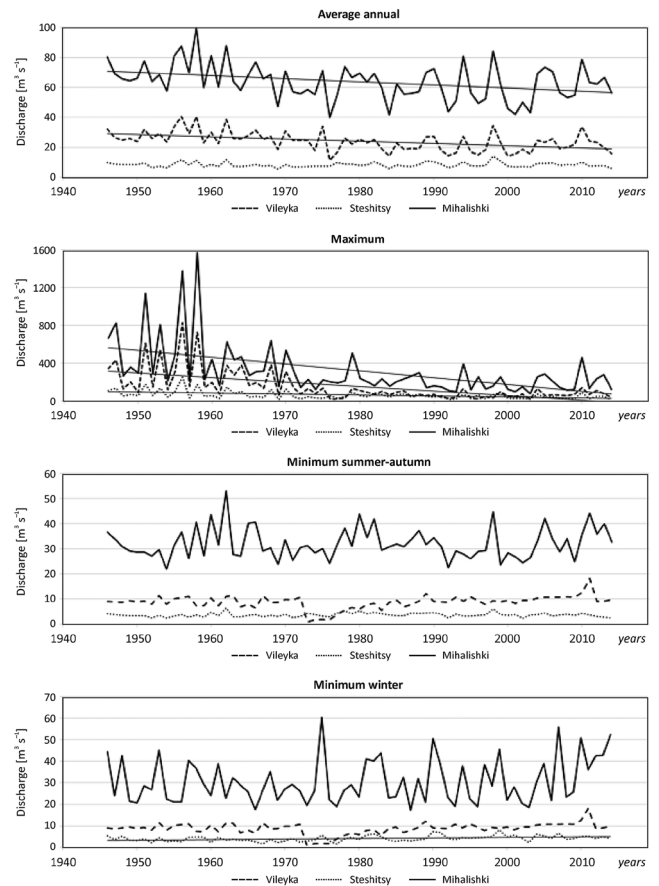 Average annual
Discharge [m³ s⁻¹]
100
80
60
40
20
0
1940 1950 1960 1970 1980 1990 2000 2010 years
Vileyka Steshitsy Mihalishki
Maximum
Discharge [m³ s⁻¹]
1600
1200
800
400
0
1940 1950 1960 1970 1980 1990 2000 2010 years
Vileyka Steshitsy Mihalishki
Minimum summer-autumn
Discharge [m³ s⁻¹]
60
50
40
30
20
10
0
1940 1950 1960 1970 1980 1990 2000 2010 years
Vileyka Steshitsy Mihalishki
Minimum winter
Discharge [m³ s⁻¹]
70
60
50
40
30
20
10
0
1940 1950 1960 1970 1980 1990 2000 2010 years
Vileyka Steshitsy Mihalishki